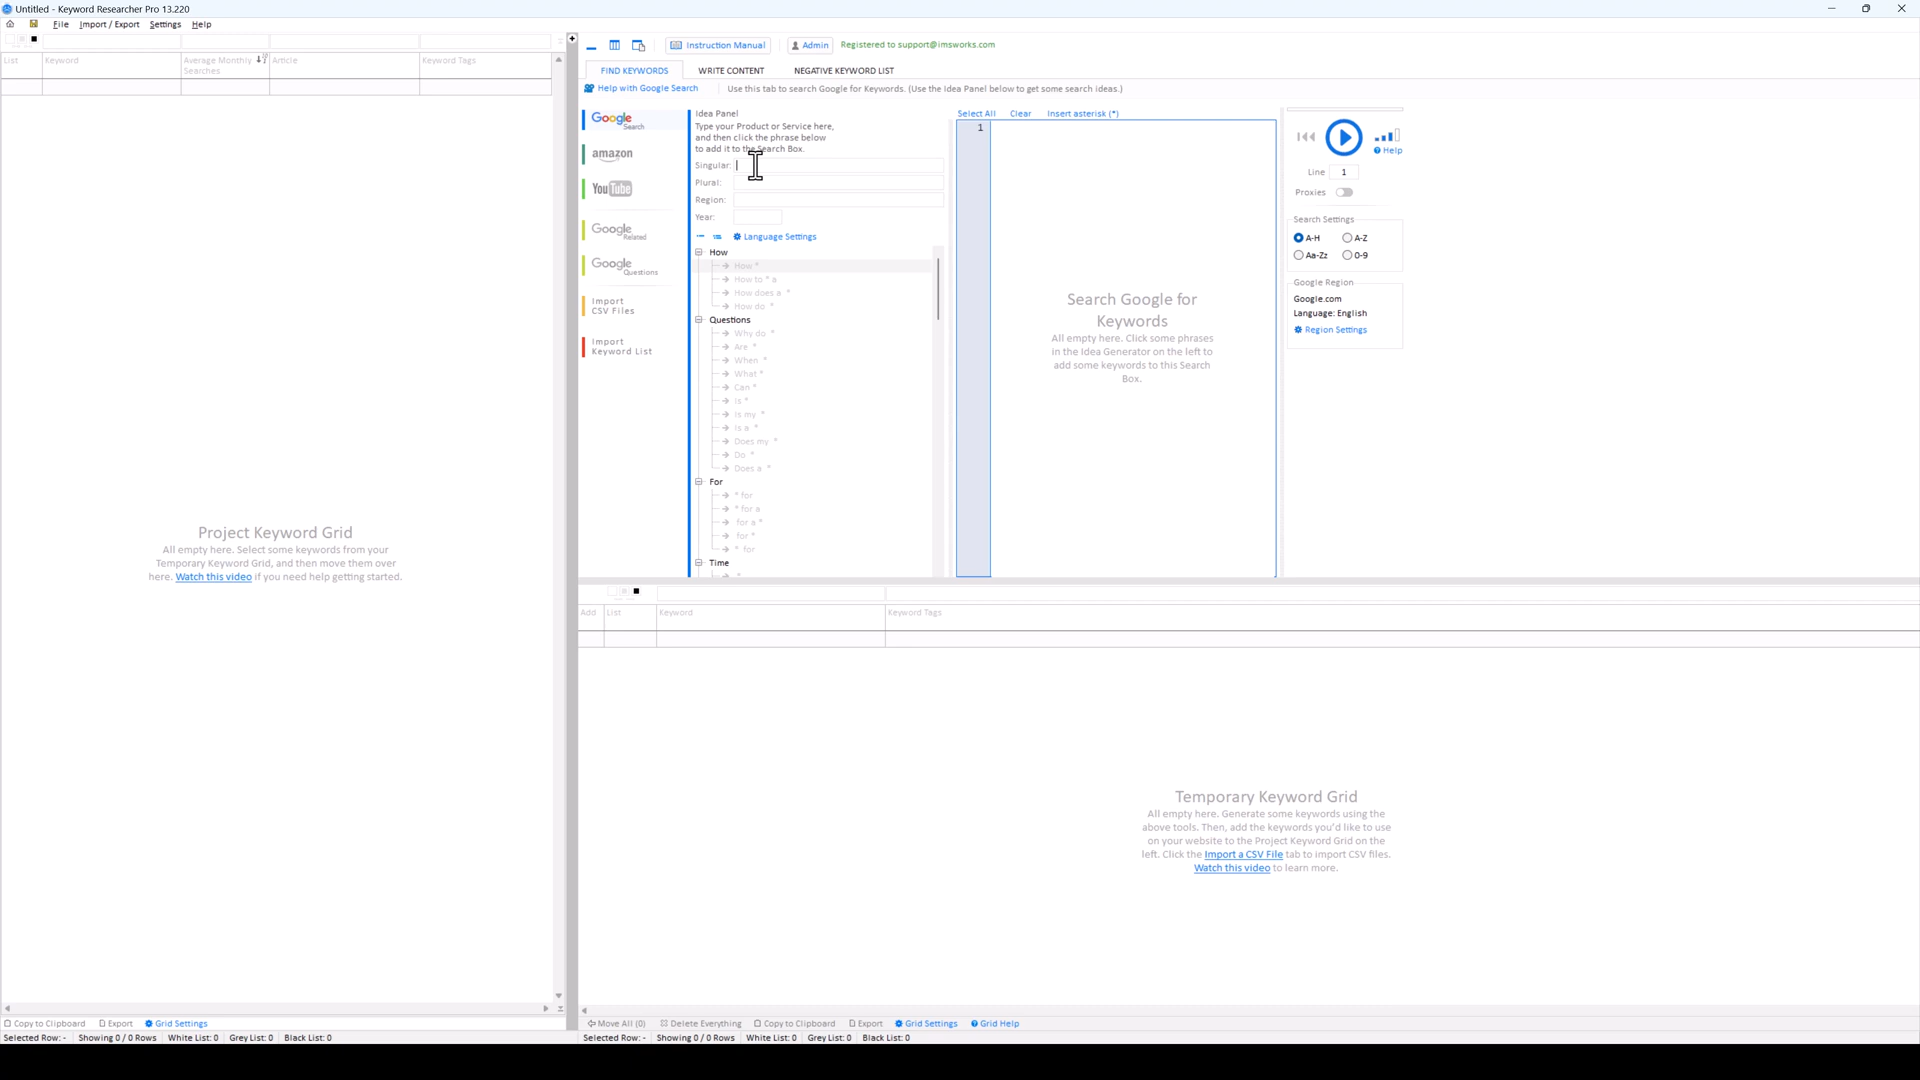 Untitled - Keyword Researcher Pro 13.220
File Import / Export Settings Help
List Keyword Average Monthly Searches Article Keyword Tags
Project Keyword Grid
All empty here. Select some keywords from your
Temporary Keyword Grid, and then move them over
here. Watch this video if you need help getting started.
Copy to Clipboard Export Grid Settings
Selected Row: - Showing 0 / 0 Rows White List: 0 Grey List: 0 Black List: 0
Instruction Manual Admin Registered to support@imsworks.com
FIND KEYWORDS WRITE CONTENT NEGATIVE KEYWORD LIST
Help with Google Search Use this tab to search Google for Keywords. (Use the Idea Panel below to get some search ideas.)
Google Search
amazon
YouTube
Google Related
Google Questions
Import
CSV Files
Import
Keyword List
Idea Panel
Type your Product or Service here,
and then click the phrase below
to add it to the Search Box.
Singular:
Plural:
Region:
Year:
Language Settings
How
How *
How to * a
How does a *
How do *
Questions
Why do *
Are *
When *
What *
Can *
Is *
Is my *
Is a *
Does my *
Do *
Does a *
For
* for
* for a
for a *
for *
* for
Time
*
Select All Clear Insert asterisk (*)
1
Search Google for
Keywords
All empty here. Click some phrases
in the Idea Generator on the left to
add some keywords to this Search
Box.
Help
Line 1
Proxies
Search Settings
A-H A-Z
Aa-Zz 0-9
Google Region
Google.com
Language: English
Region Settings
Add List Keyword Keyword Tags
Temporary Keyword Grid
All empty here. Generate some keywords using the
above tools. Then, add the keywords you'd like to use
on your website to the Project Keyword Grid on the
left. Click the Import a CSV File tab to import CSV files.
Watch this video to learn more.
Move All (0) Delete Everything Copy to Clipboard Export Grid Settings Grid Help
Selected Row: - Showing 0 / 0 Rows White List: 0 Grey List: 0 Black List: 0